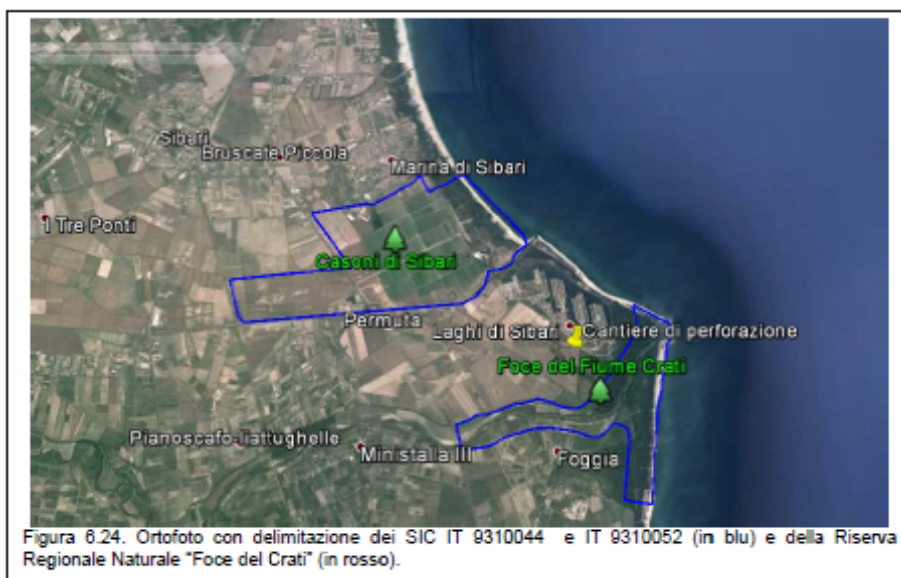 Sibari
Bruscata Piccola
Marina di Sibari
I Tre Ponti
Casoni di Sibari
Permuta
Laghi di Sibari
Cantiere di perforazione
Foce del Fiume Crati
Ministalla III
Foggia
Figura 6.24. Ortofoto con delimitazione dei SIC IT 9310044 e IT 9310052 (in blu) e della Riserva
Regionale Naturale "Foce del Crati" (in rosso).